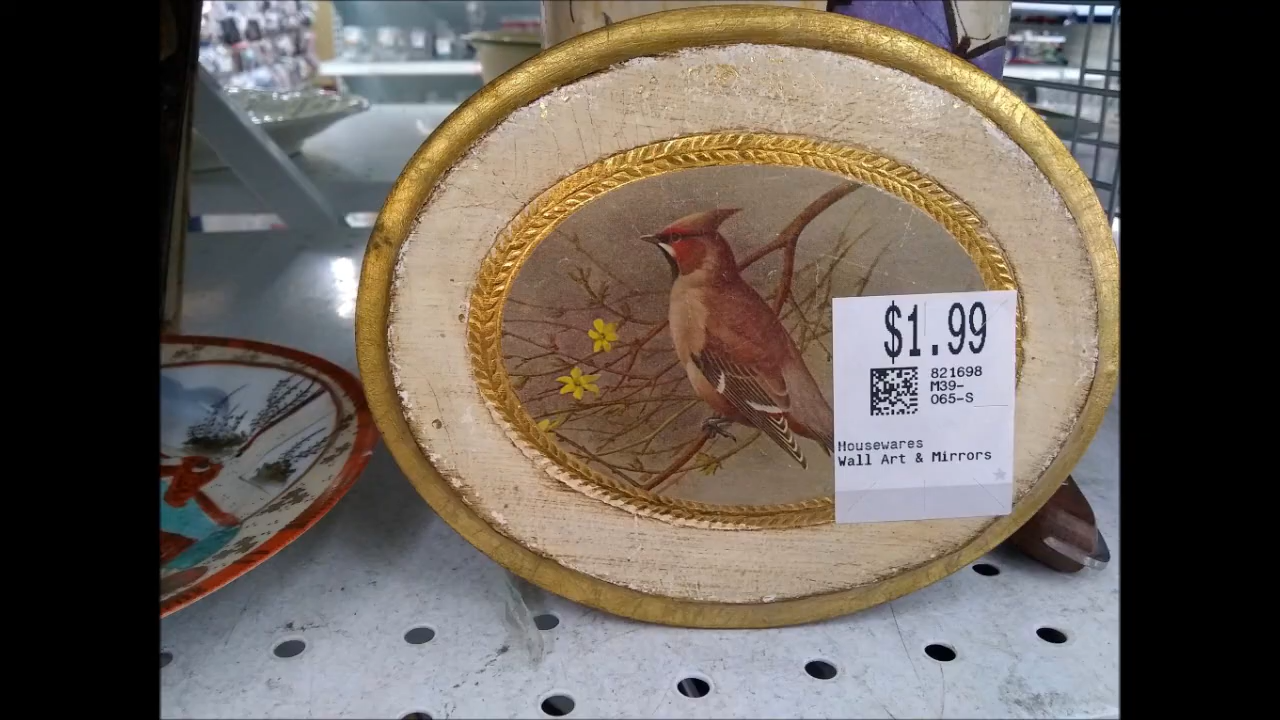 $1.99
821698
M39-
065-S
Housewares
Wall Art & Mirrors